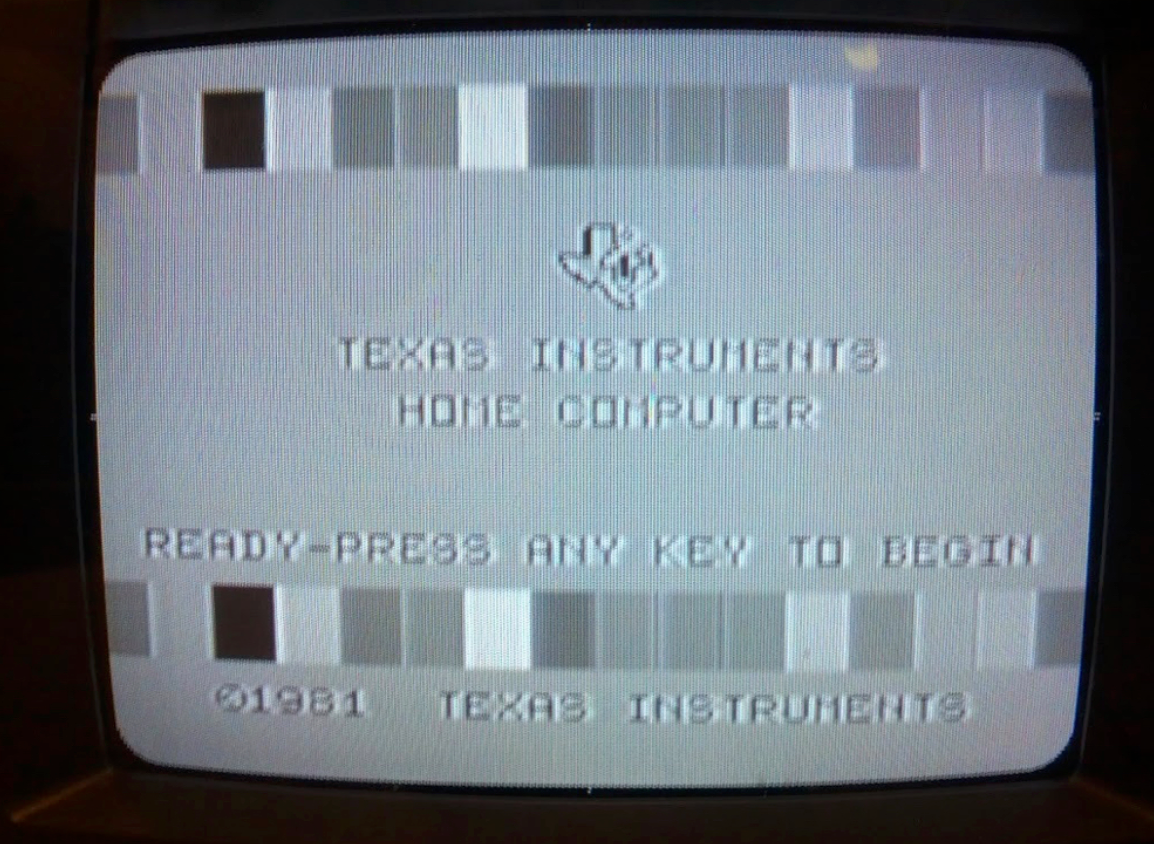 TEXAS INSTRUMENTS
HOME COMPUTER
READY-PRESS ANY KEY TO BEGIN
©1981 TEXAS INSTRUMENTS